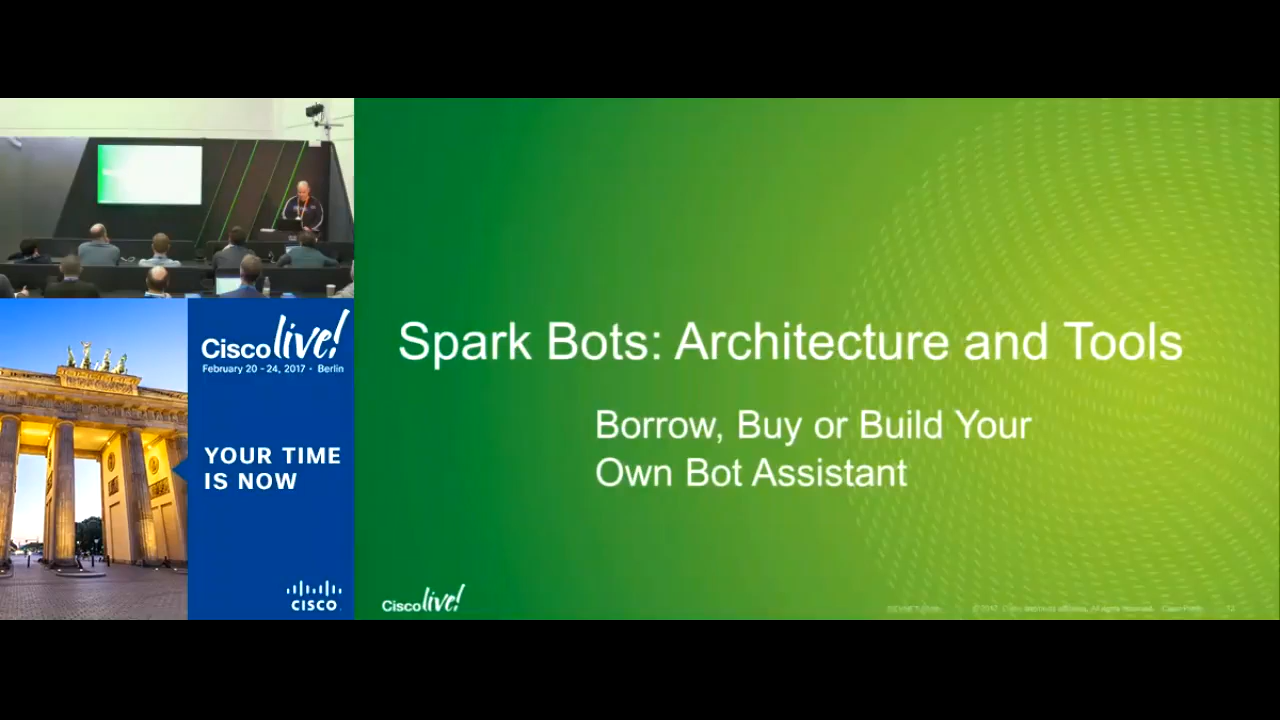 Cisco live!
February 20 - 24, 2017 • Berlin
YOUR TIME
IS NOW
CISCO
Spark Bots: Architecture and Tools
Borrow, Buy or Build Your
Own Bot Assistant
Cisco live!